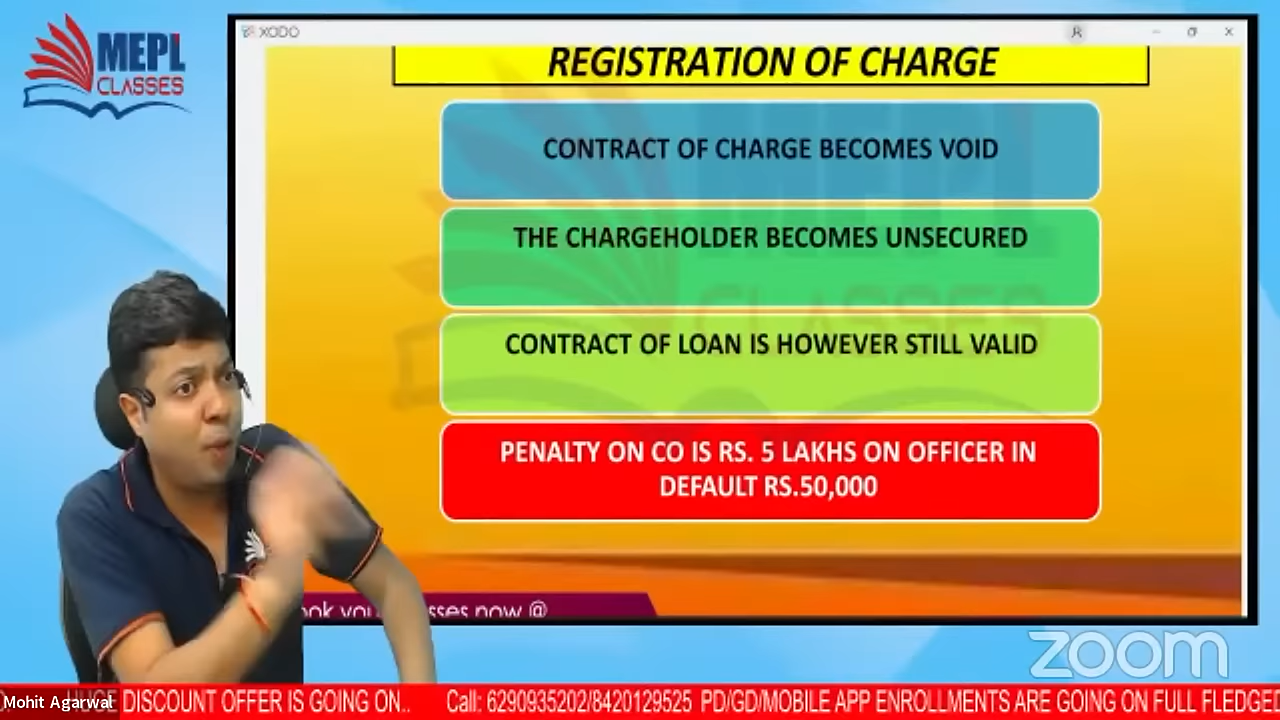 MEPL
CLASSES
XODO
REGISTRATION OF CHARGE
CONTRACT OF CHARGE BECOMES VOID
THE CHARGEHOLDER BECOMES UNSECURED
CONTRACT OF LOAN IS HOWEVER STILL VALID
PENALTY ON CO IS RS. 5 LAKHS ON OFFICER IN
DEFAULT RS.50,000
now @
zoom
Mohit Agarwal
DISCOUNT OFFER IS GOING ON.. Call: 6290935202/8420129525 PD/GD/MOBILE APP ENROLLMENTS ARE GOING ON FULL FLEDGED